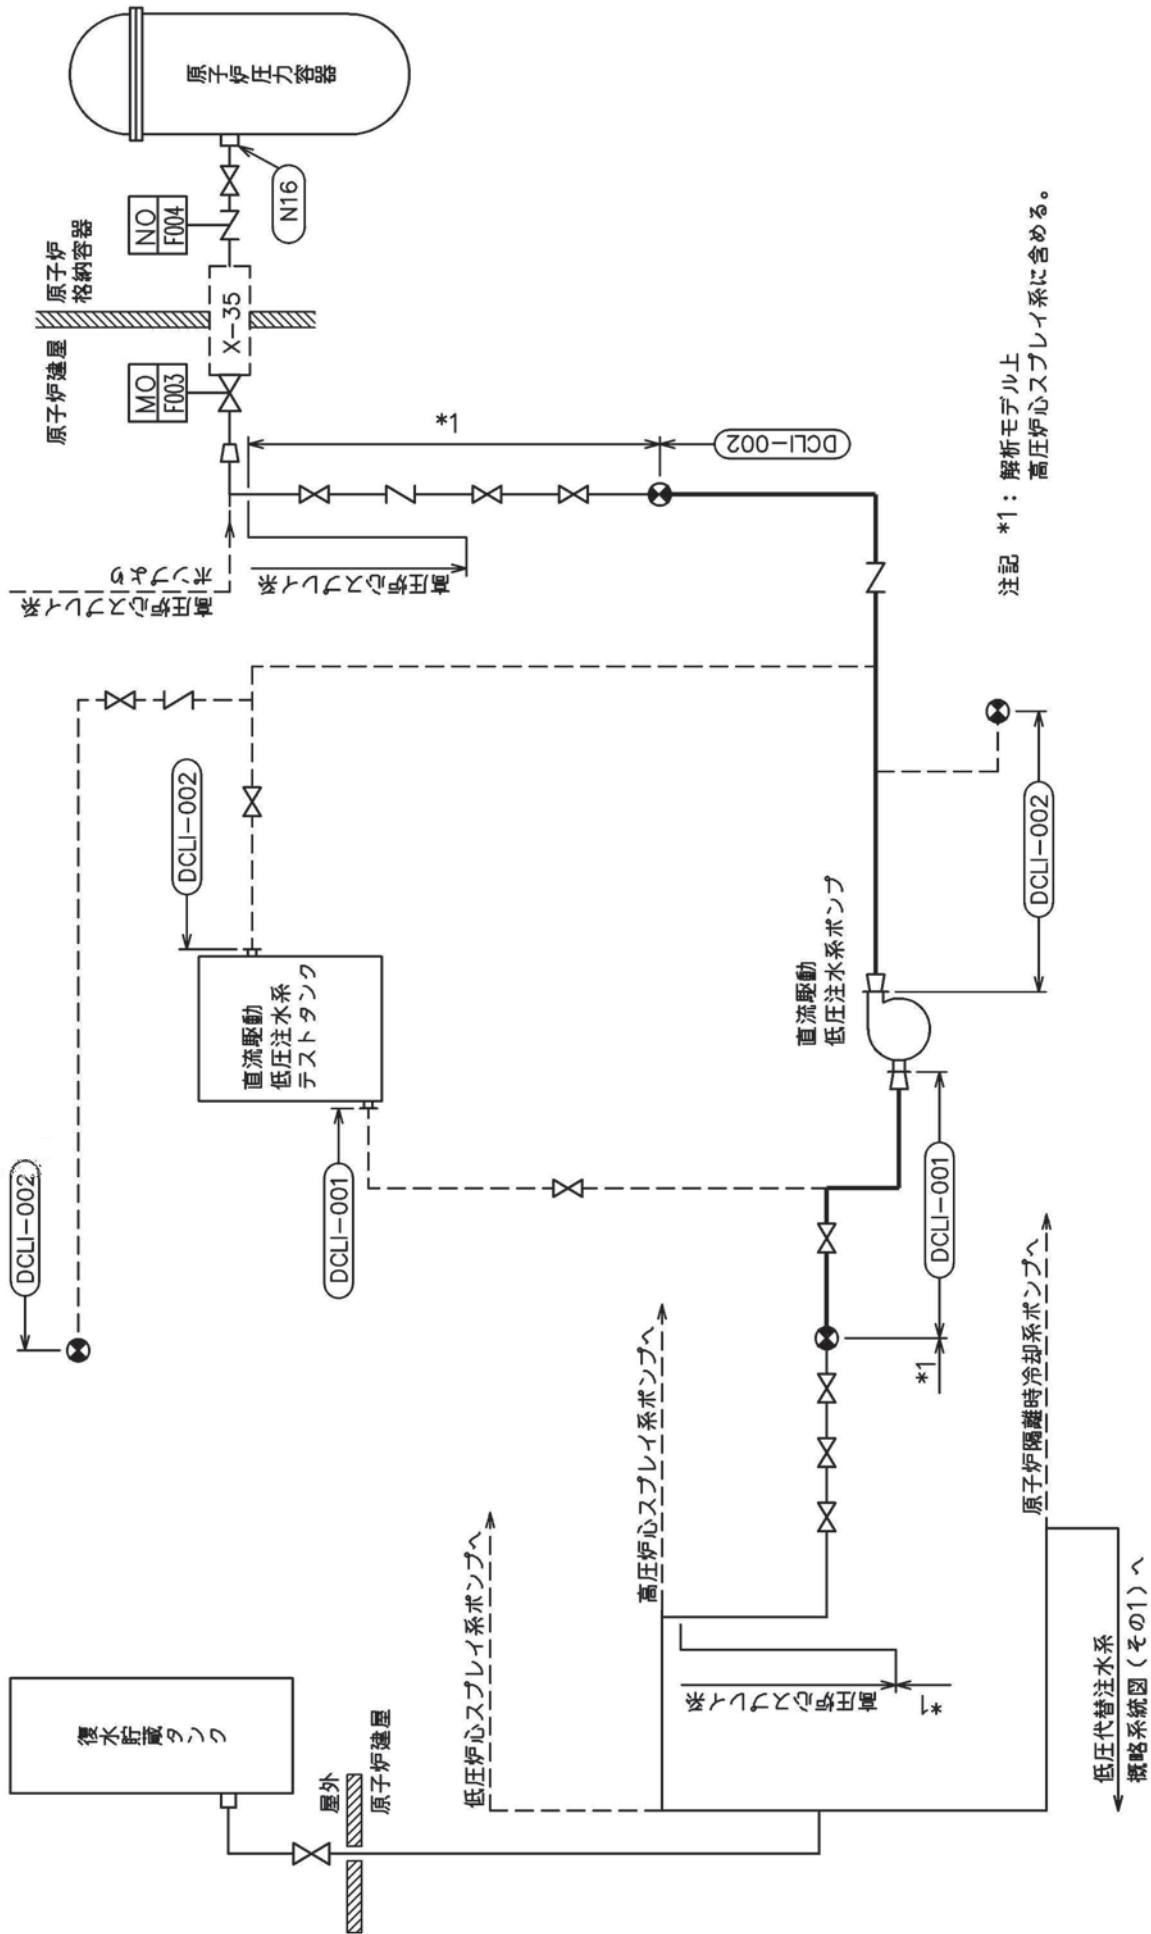 復水貯蔵タンク
屋外
原子炉建屋
低圧炉心スプレイ系ポンプへ
高圧炉心スプレイ系ポンプへ
高圧炉心スプレイ系
*1
原子炉隔離時冷却系ポンプへ
低圧代替注水系
概略系統図(その1)へ
DCLI-002
DCLI-001
直流駆動
低圧注水系
テストタンク
DCLI-002
*1
DCLI-001
直流駆動
低圧注水系ポンプ
DCLI-002
高圧炉心スプレイ系
ポンプより
高圧炉心スプレイ系
*1
DCLI-002
原子炉建屋
原子炉
格納容器
MO
F003
X-35
NO
F004
N16
原子炉圧力容器
注記 *1:解析モデル上
高圧炉心スプレイ系に含める。